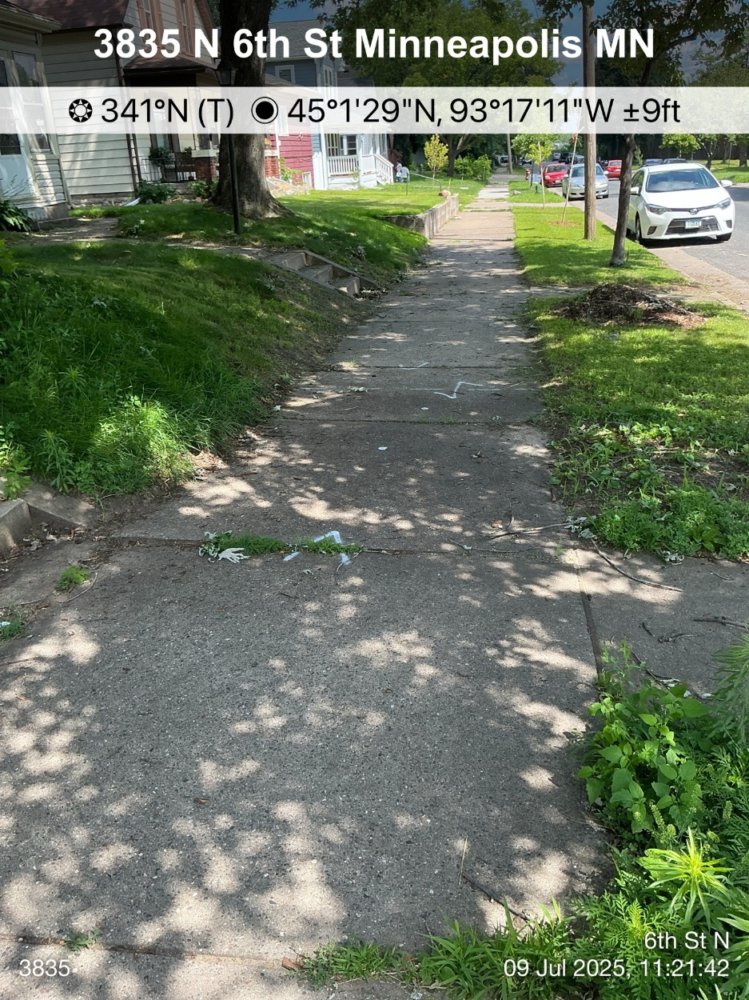 3835 N 6th St Minneapolis MN
341°N (T) 45°1'29"N, 93°17'11"W ±9ft
6th St N
3835
09 Jul 2025, 11:21:42